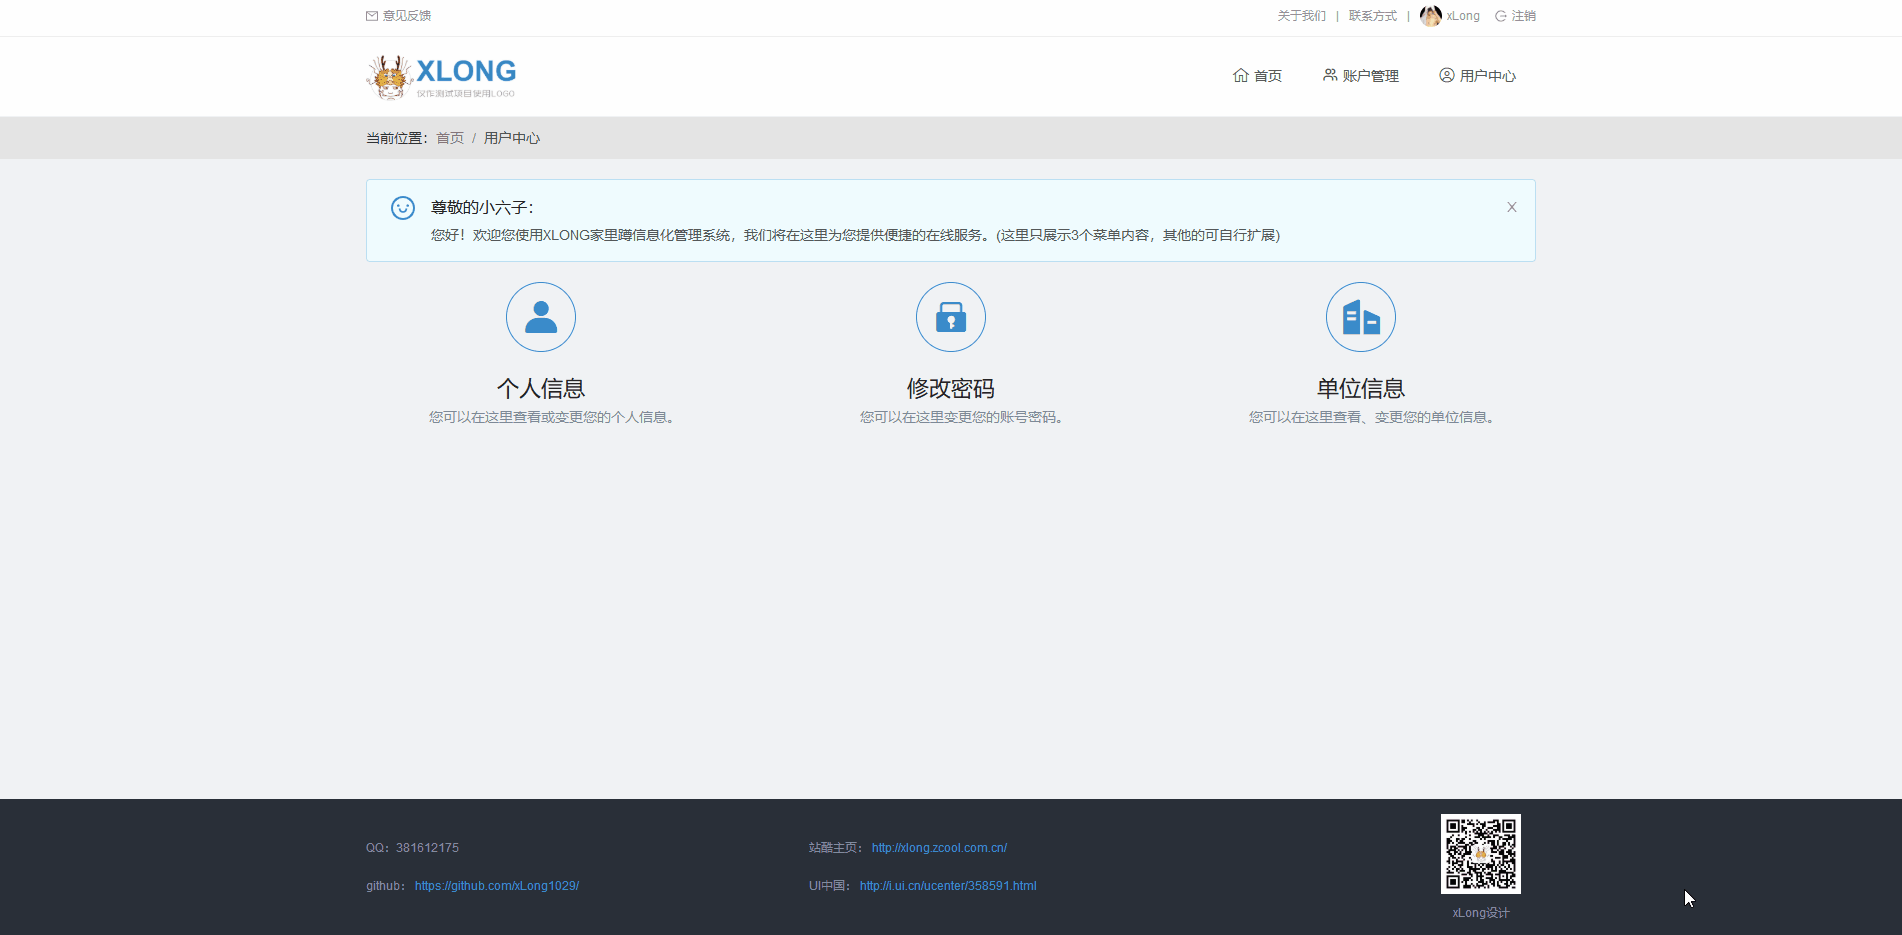 意见反馈
关于我们 | 联系方式 | xLong 注销
XLONG
仅作测试项目使用LOGO
首页 账户管理 用户中心
当前位置：首页 / 用户中心
尊敬的小六子：
您好！欢迎您使用XLONG家里蹲信息化管理系统，我们将在这里为您提供便捷的在线服务。(这里只展示3个菜单内容，其他的可自行扩展)
个人信息
您可以在这里查看或变更您的个人信息。
修改密码
您可以在这里变更您的账号密码。
单位信息
您可以在这里查看、变更您的单位信息。
QQ：381612175
站酷主页：http://xlong.zcool.com.cn/
github：https://github.com/xLong1029/
UI中国：http://i.ui.cn/ucenter/358591.html
xLong设计